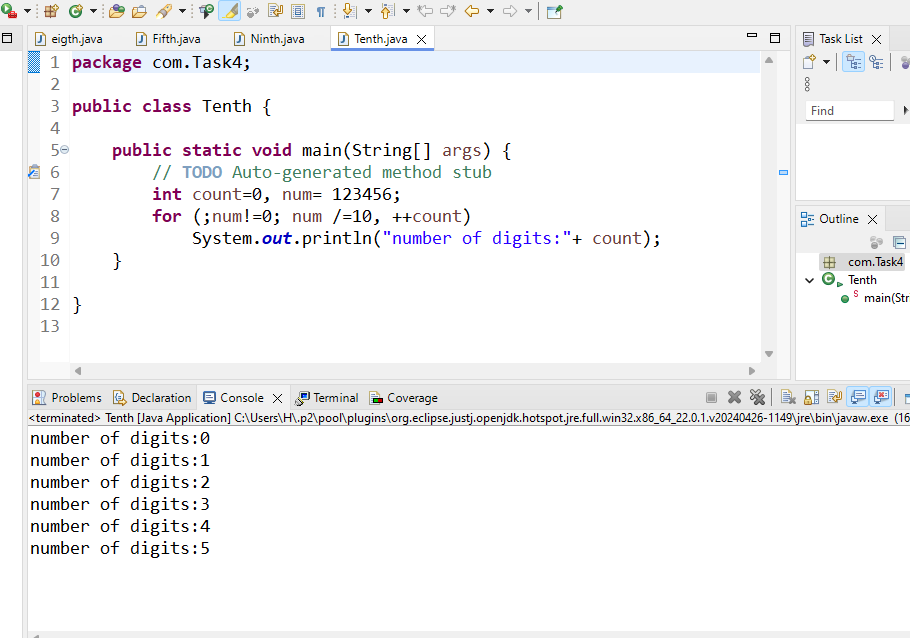 eigth.java Fifth.java Ninth.java Tenth.java
1 package com.Task4;
2
3 public class Tenth {
4
5 public static void main(String[] args) {
6 // TODO Auto-generated method stub
7 int count=0, num= 123456;
8 for (;num!=0; num /=10, ++count)
9 System.out.println("number of digits:"+ count);
10 }
11
12 }
13
Task List
Find
Outline
com.Task4
Tenth
main(Str
Problems Declaration Console Terminal Coverage
<terminated> Tenth [Java Application] C:\Users\H\.p2\pool\plugins\org.eclipse.justj.openjdk.hotspot.jre.full.win32.x86_64_22.0.1.v20240426-1149\jre\bin\javaw.exe (16
number of digits:0
number of digits:1
number of digits:2
number of digits:3
number of digits:4
number of digits:5